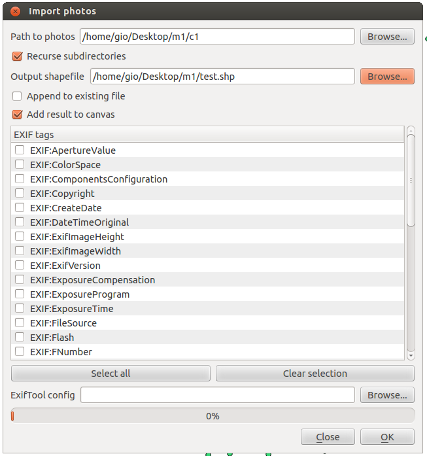 Import photos
Path to photos /home/gio/Desktop/m1/c1 Browse...
Recurse subdirectories
Output shapefile /home/gio/Desktop/m1/test.shp Browse...
Append to existing file
Add result to canvas
EXIF tags
EXIF:ApertureValue
EXIF:ColorSpace
EXIF:ComponentsConfiguration
EXIF:Copyright
EXIF:CreateDate
EXIF:DateTimeOriginal
EXIF:ExifImageHeight
EXIF:ExifImageWidth
EXIF:ExifVersion
EXIF:ExposureCompensation
EXIF:ExposureProgram
EXIF:ExposureTime
EXIF:FileSource
EXIF:Flash
EXIF:FNumber
Select all Clear selection
ExifTool config Browse...
0%
Close OK